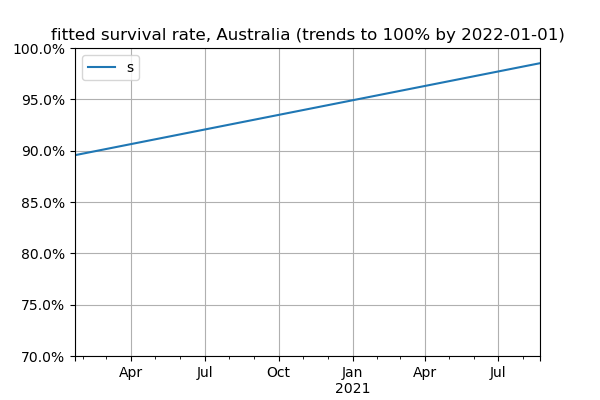 fitted survival rate, Australia (trends to 100% by 2022-01-01)
100.0%
s
95.0%
90.0%
85.0%
80.0%
75.0%
70.0%
Apr Jul Oct Jan Apr Jul
2021